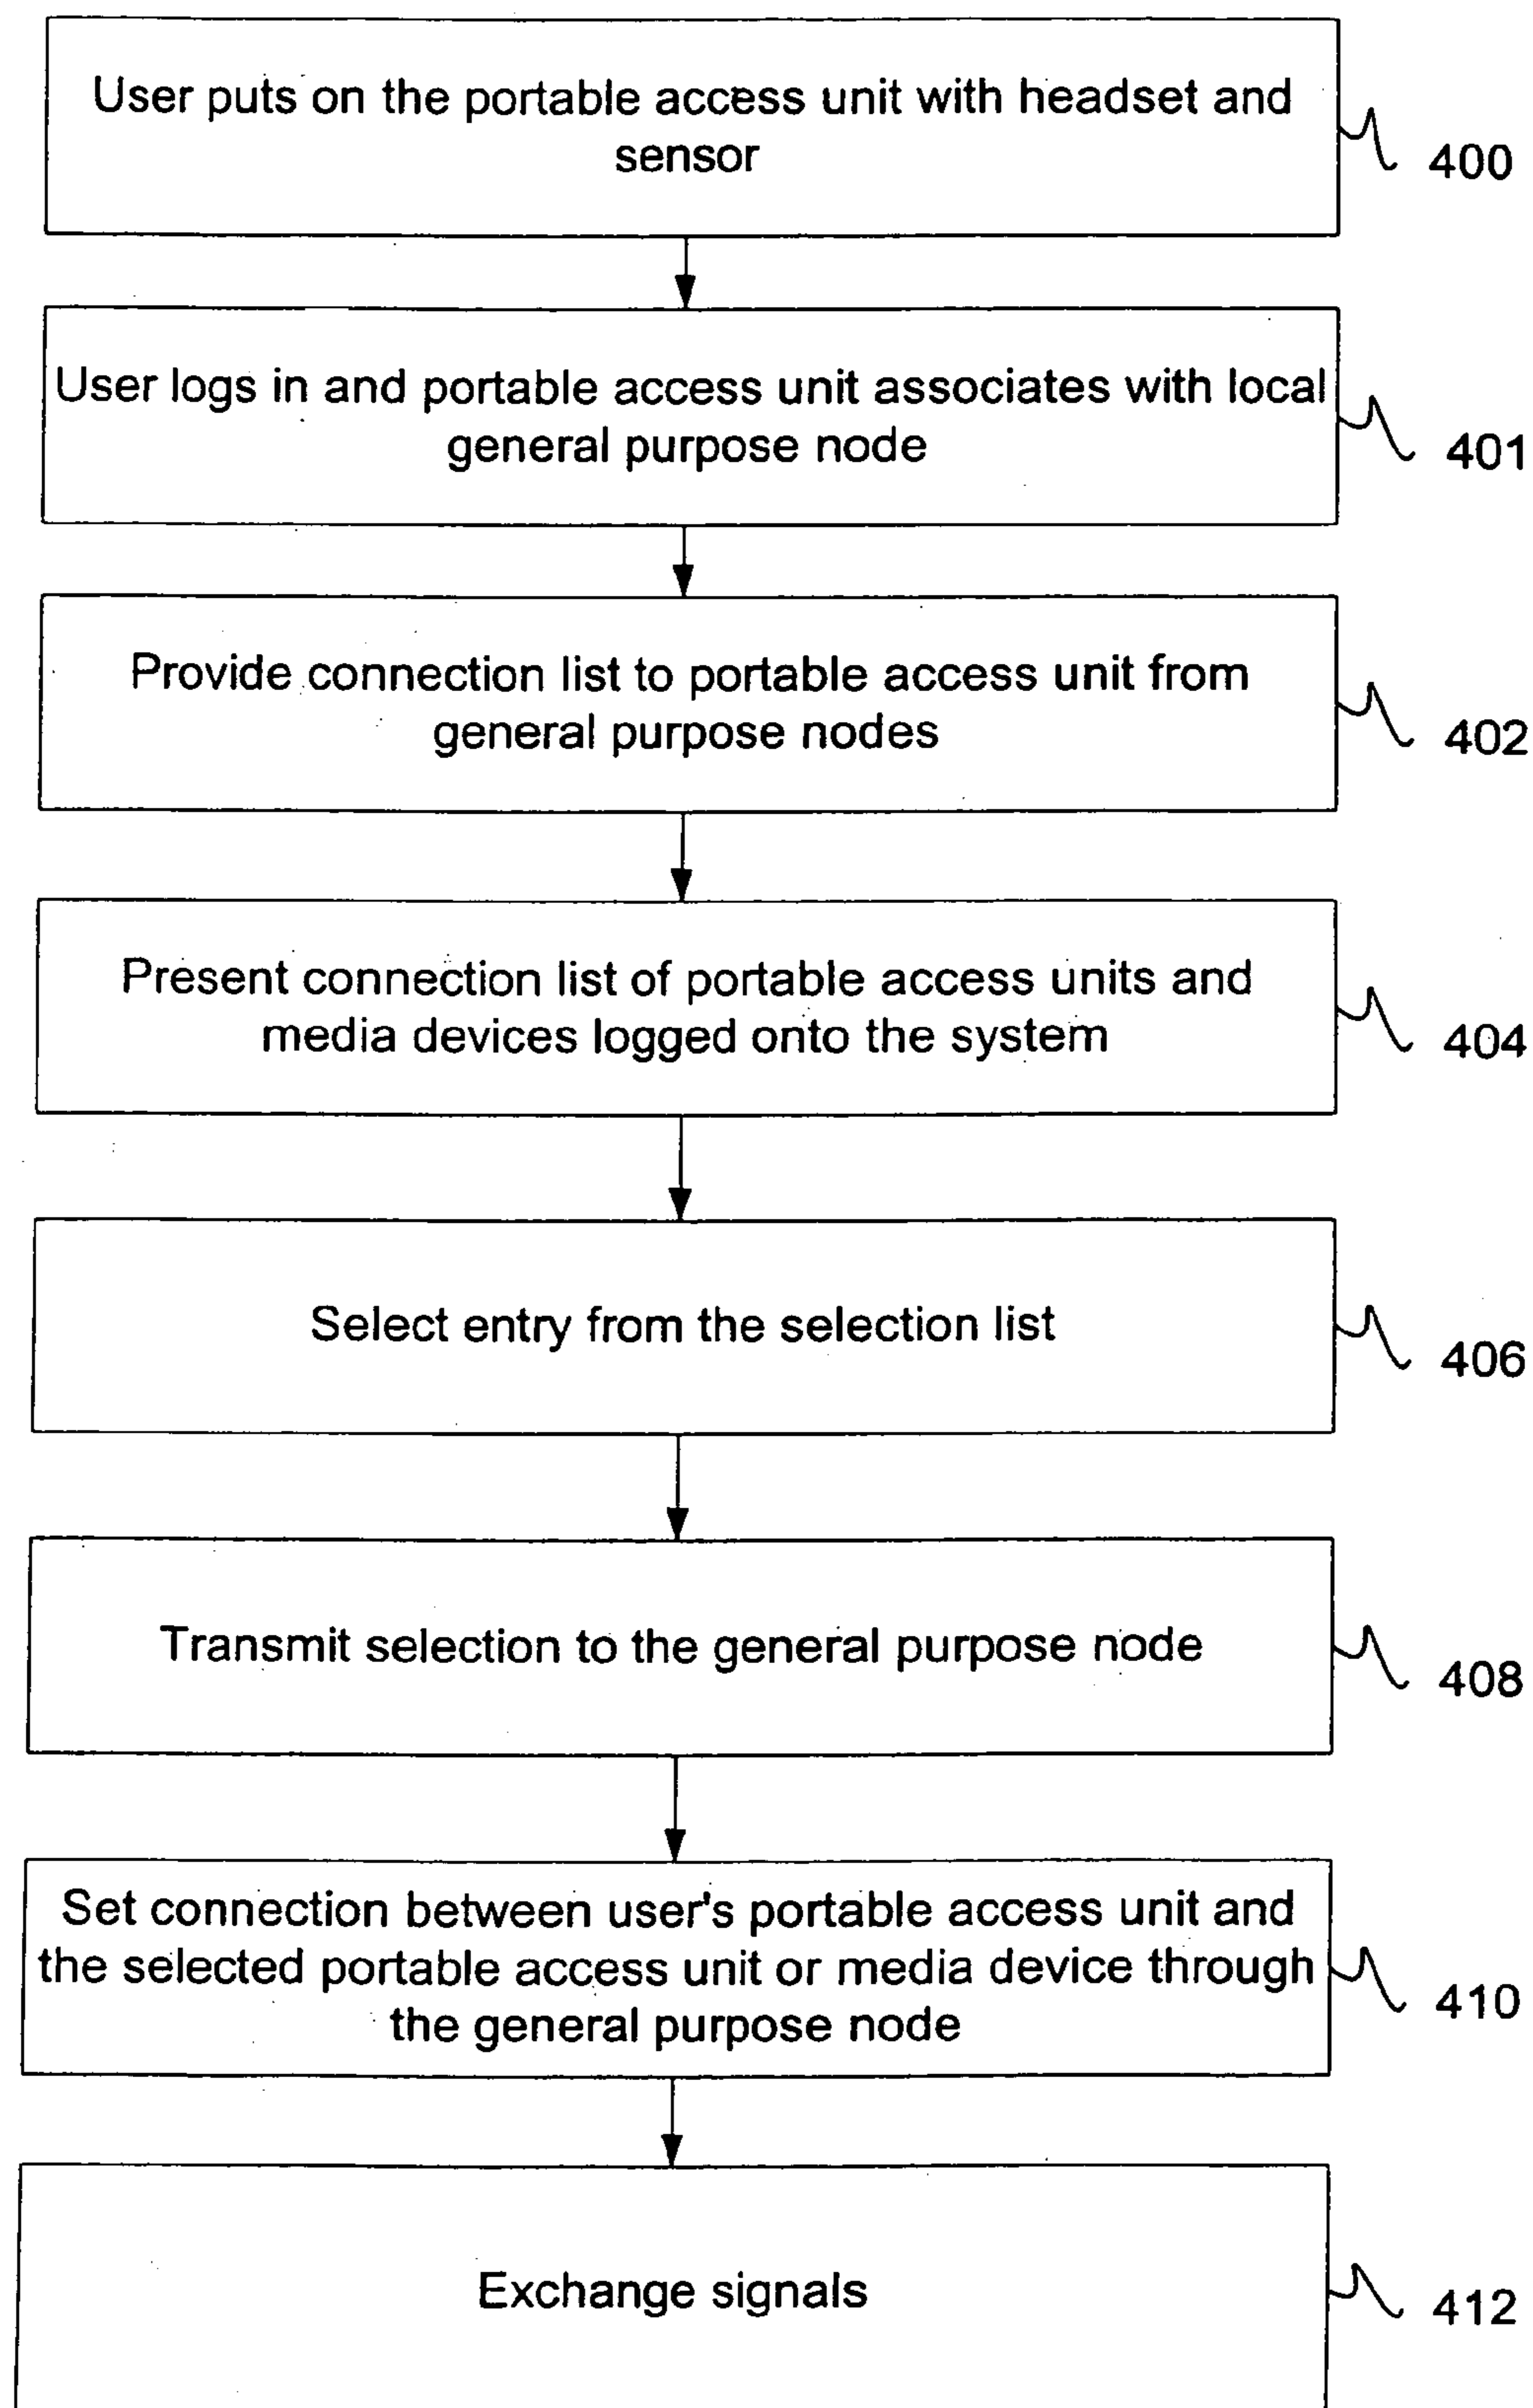 User puts on the portable access unit with headset and
sensor
400
User logs in and portable access unit associates with local
general purpose node
401
Provide connection list to portable access unit from
general purpose nodes
402
Present connection list of portable access units and
media devices logged onto the system
404
Select entry from the selection list
406
Transmit selection to the general purpose node
408
Set connection between user's portable access unit and
the selected portable access unit or media device through
the general purpose node
410
Exchange signals
412